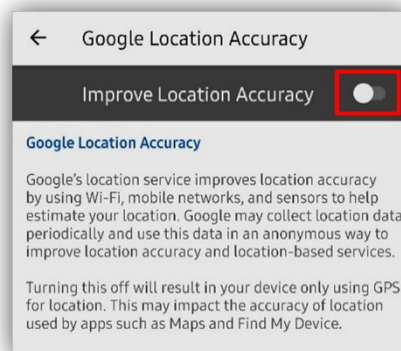 Google Location Accuracy
Improve Location Accuracy
Google Location Accuracy
Google's location service improves location accuracy
by using Wi-Fi, mobile networks, and sensors to help
estimate your location. Google may collect location data
periodically and use this data in an anonymous way to
improve location accuracy and location-based services.
Turning this off will result in your device only using GPS
for location. This may impact the accuracy of location
used by apps such as Maps and Find My Device.